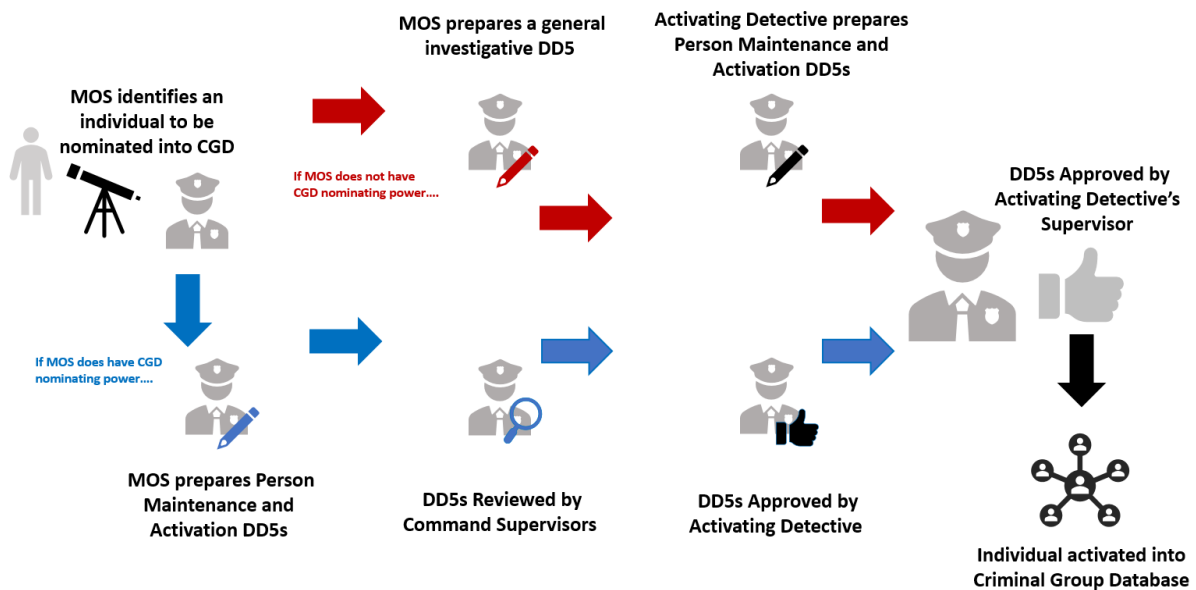 MOS identifies an
individual to be
nominated into CGD
If MOS does not have
CGD nominating power....
MOS prepares a general
investigative DD5
Activating Detective prepares
Person Maintenance and
Activation DD5s
DD5s Approved by
Activating Detective’s
Supervisor
If MOS does have CGD
nominating power....
MOS prepares Person
Maintenance and
Activation DD5s
DD5s Reviewed by
Command Supervisors
DD5s Approved by
Activating Detective
Individual activated into
Criminal Group Database